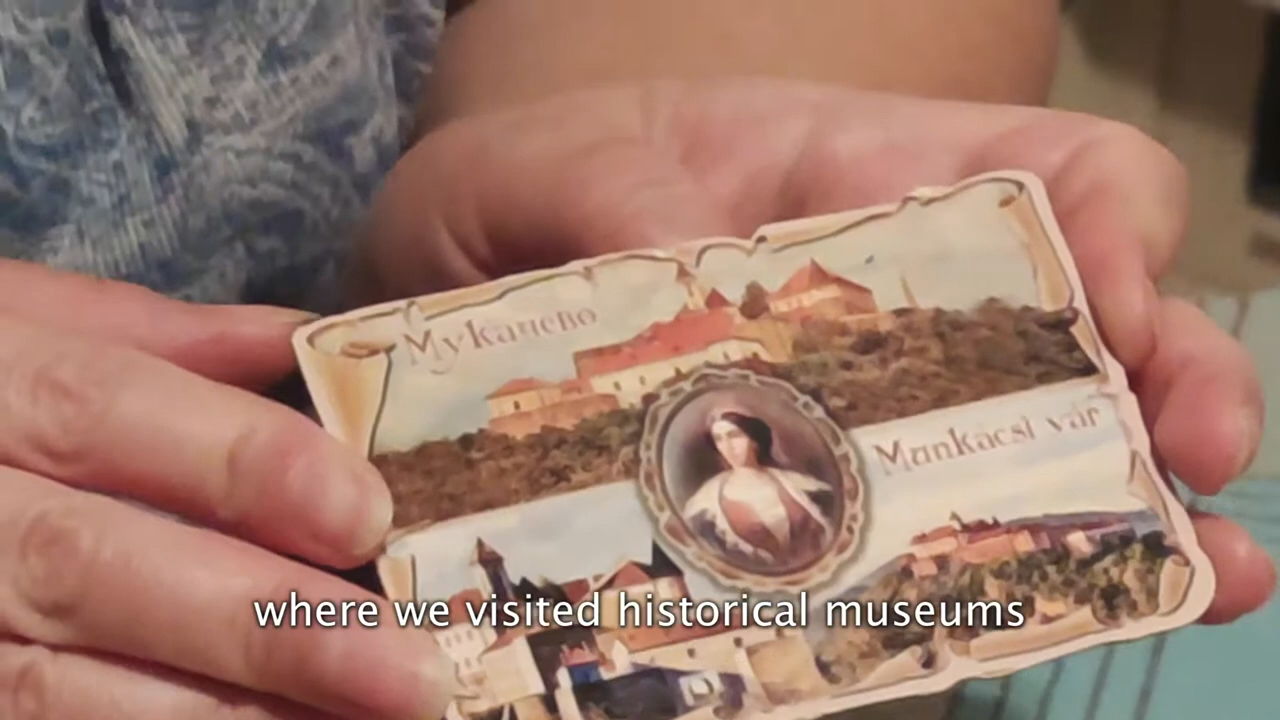 Мукачево
Munkácsi vár
where we visited historical museums